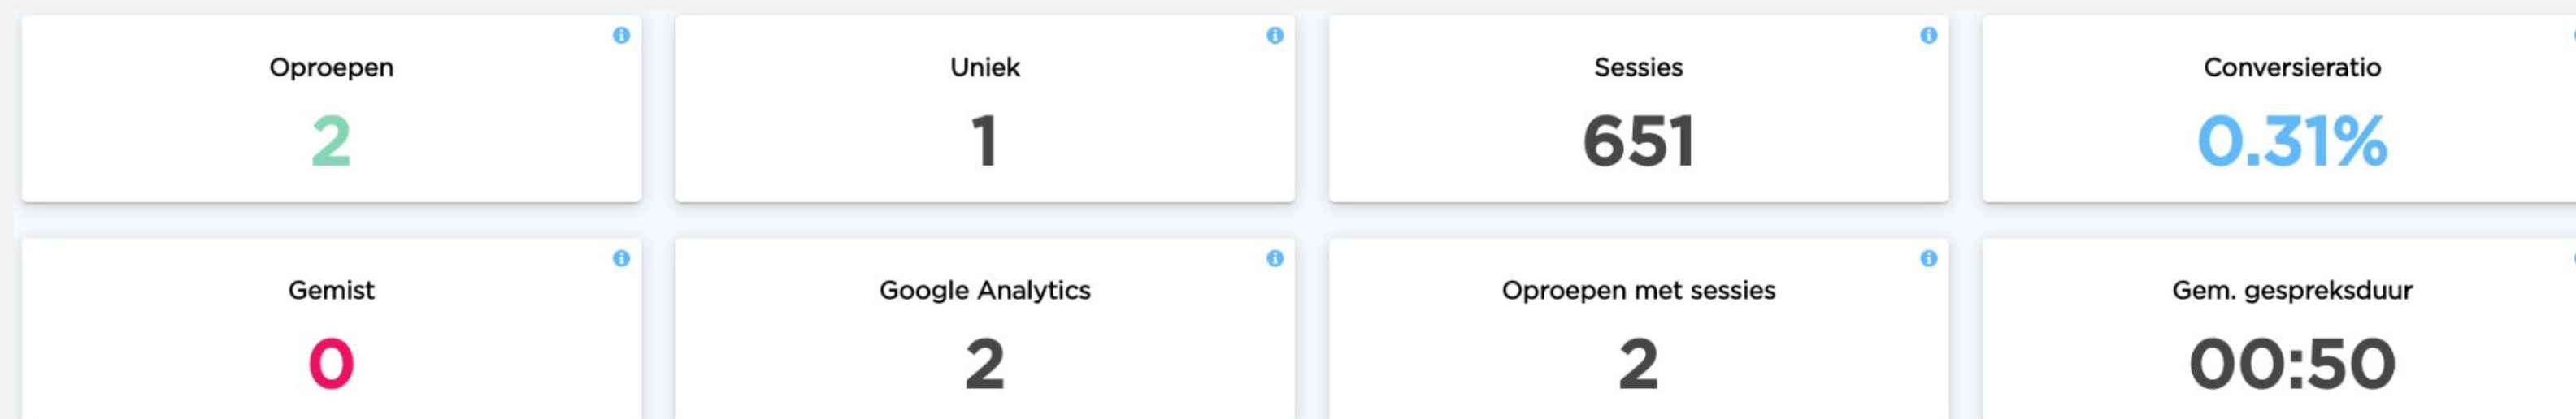 Oproepen
2
Uniek
1
Sessies
651
Conversieratio
0.31%
Gemist
0
Google Analytics
2
Oproepen met sessies
2
Gem. gespreksduur
00:50